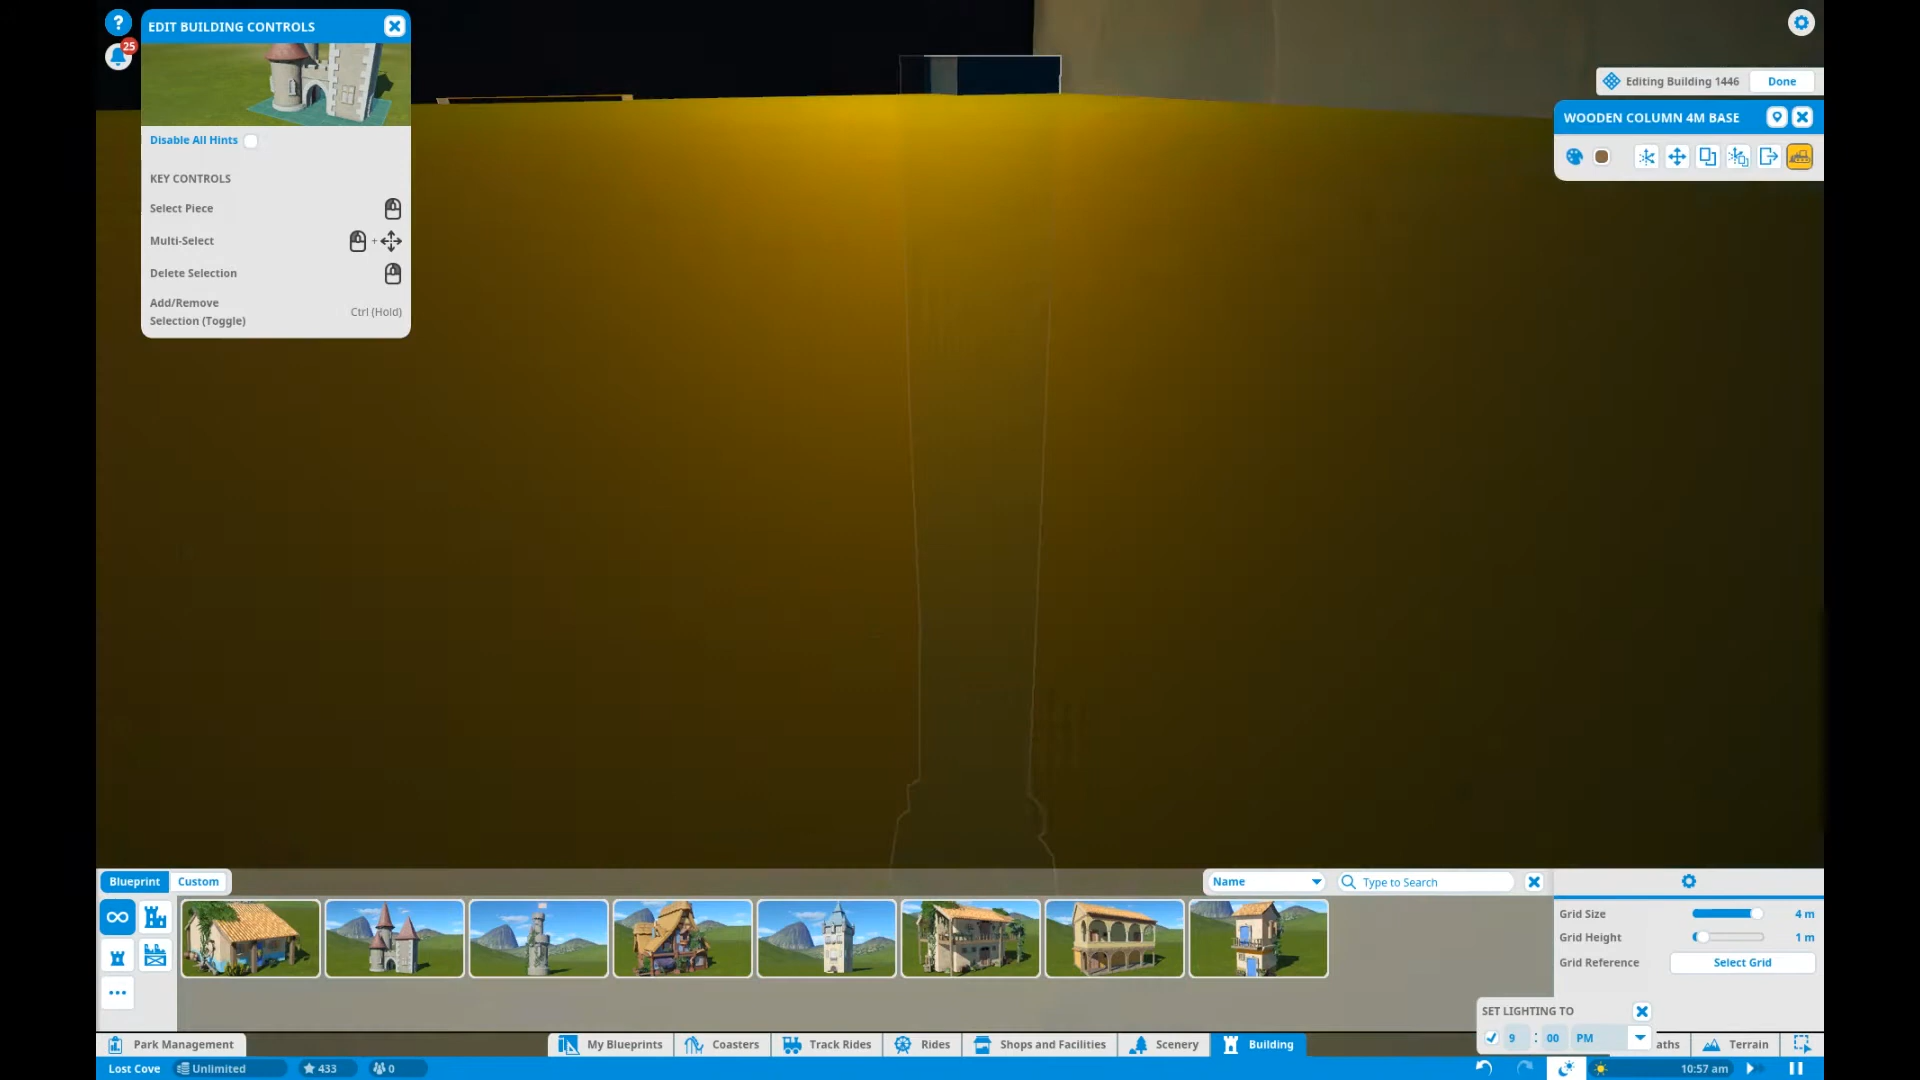 ?
EDIT BUILDING CONTROLS
25
Disable All Hints
KEY CONTROLS
Select Piece
Multi-Select +
Delete Selection
Add/Remove
Selection (Toggle) Ctrl (Hold)
Editing Building 1446 Done
WOODEN COLUMN 4M BASE
Blueprint Custom Name Type to Search
Grid Size 4 m
Grid Height 1 m
Grid Reference Select Grid
SET LIGHTING TO
9 : 00 PM
Park Management My Blueprints Coasters Track Rides Rides Shops and Facilities Scenery Building aths Terrain
Lost Cove Unlimited 433 0 10:57 am